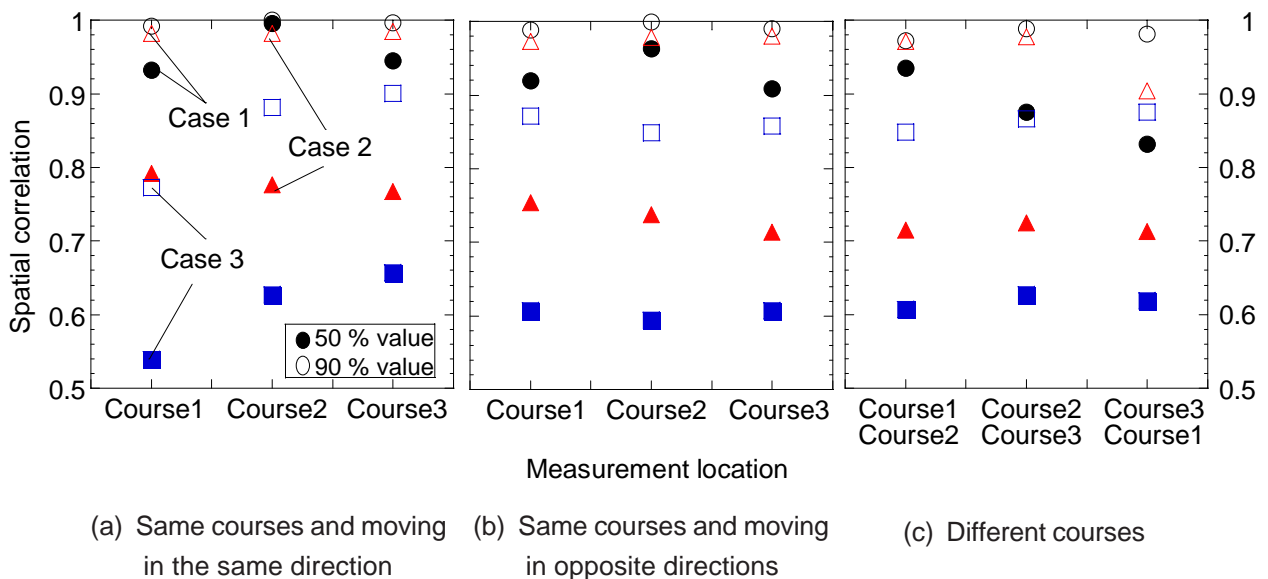 Spatial correlation
1
0.9
0.8
0.7
0.6
0.5
Case 1
Case 2
Case 3
50 % value
90 % value
Course1 Course2 Course3
Course1 Course2 Course3
Course1 Course2 Course3
Course2 Course3 Course1
1
0.9
0.8
0.7
0.6
0.5
Measurement location
(a) Same courses and moving
in the same direction
(b) Same courses and moving
in opposite directions
(c) Different courses